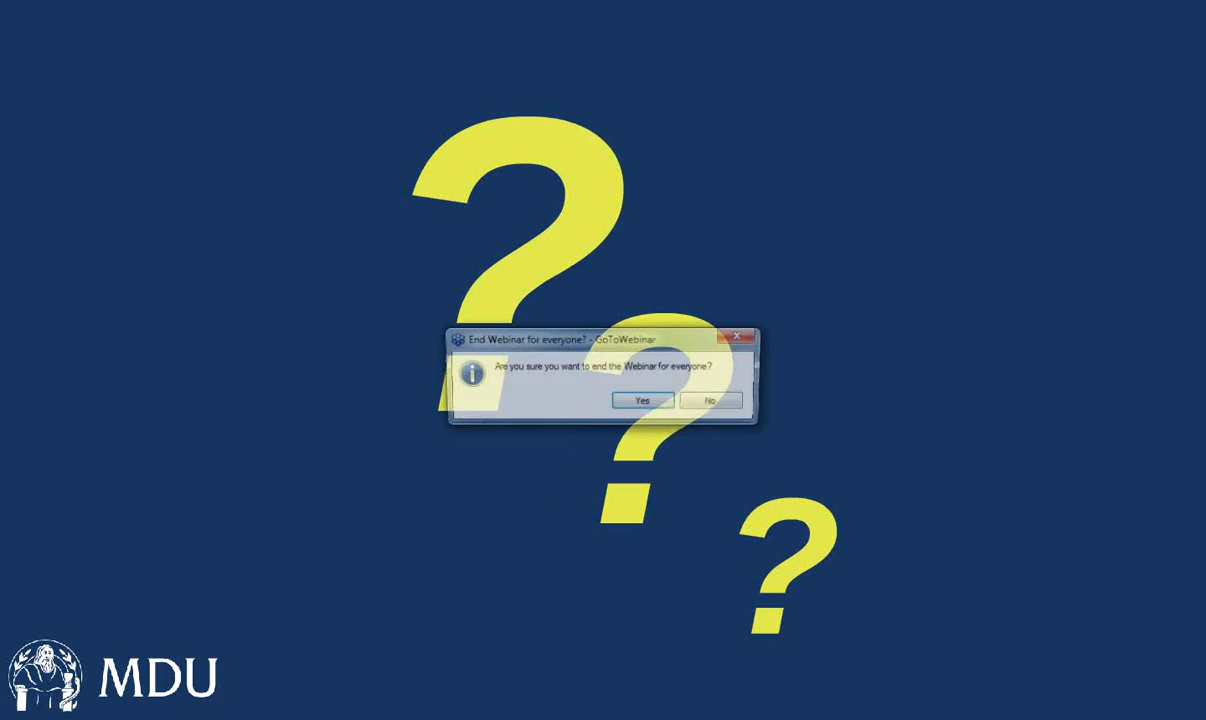 ?
?
?
End Webinar for everyone? - GoToWebinar
Are you sure you want to end the Webinar for everyone?
Yes No
MDU